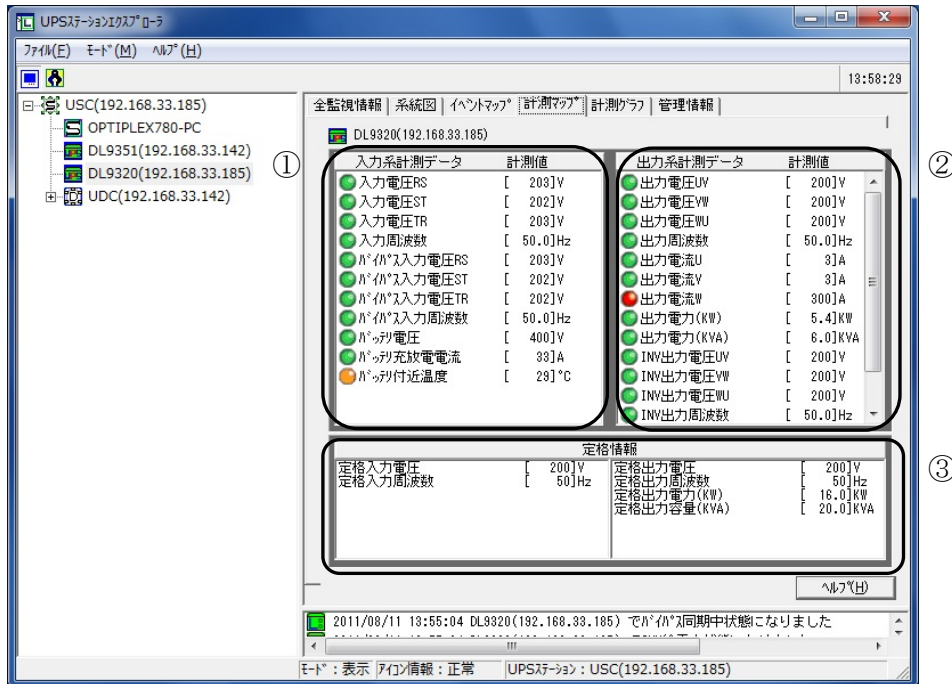 UPSｽﾃｰｼｮﾝｴｸｽﾌﾟﾛｰﾗ
ﾌｧｲﾙ(F) ﾓｰﾄﾞ(M) ﾍﾙﾌﾟ(H)
13:58:29
USC(192.168.33.185)
OPTIPLEX780-PC
DL9351(192.168.33.142)
DL9320(192.168.33.185)
UDC(192.168.33.142)
全監視情報 系統図 ｲﾍﾞﾝﾄﾏｯﾌﾟ 計測ﾏｯﾌﾟ 計測ｸﾞﾗﾌ 管理情報
DL9320(192.168.33.185)
①
入力系計測データ 計測値
入力電圧RS [ 203]V
入力電圧ST [ 202]V
入力電圧TR [ 203]V
入力周波数 [ 50.0]Hz
ﾊﾞｲﾊﾟｽ入力電圧RS [ 203]V
ﾊﾞｲﾊﾟｽ入力電圧ST [ 202]V
ﾊﾞｲﾊﾟｽ入力電圧TR [ 202]V
ﾊﾞｲﾊﾟｽ入力周波数 [ 50.0]Hz
ﾊﾞｯﾃﾘ電圧 [ 400]V
ﾊﾞｯﾃﾘ充放電電流 [ 33]A
ﾊﾞｯﾃﾘ付近温度 [ 29]℃
②
出力系計測データ 計測値
出力電圧UV [ 200]V
出力電圧VW [ 200]V
出力電圧WU [ 200]V
出力周波数 [ 50.0]Hz
出力電流U [ 3]A
出力電流V [ 3]A
出力電流W [ 300]A
出力電力(KW) [ 5.4]KW
出力電力(KVA) [ 6.0]KVA
INV出力電圧UV [ 200]V
INV出力電圧VW [ 200]V
INV出力電圧WU [ 200]V
INV出力周波数 [ 50.0]Hz
③
定格情報
定格入力電圧 [ 200]V
定格入力周波数 [ 50]Hz
定格出力電圧 [ 200]V
定格出力周波数 [ 50]Hz
定格出力電力(KW) [ 16.0]KW
定格出力容量(KVA) [ 20.0]KVA
ﾍﾙﾌﾟ(H)
2011/08/11 13:55:04 DL9320(192.168.33.185) でﾊﾞｲﾊﾟｽ同期中状態になりました
ﾓｰﾄﾞ：表示 ｱｲｺﾝ情報：正常 UPSｽﾃｰｼｮﾝ：USC(192.168.33.185)